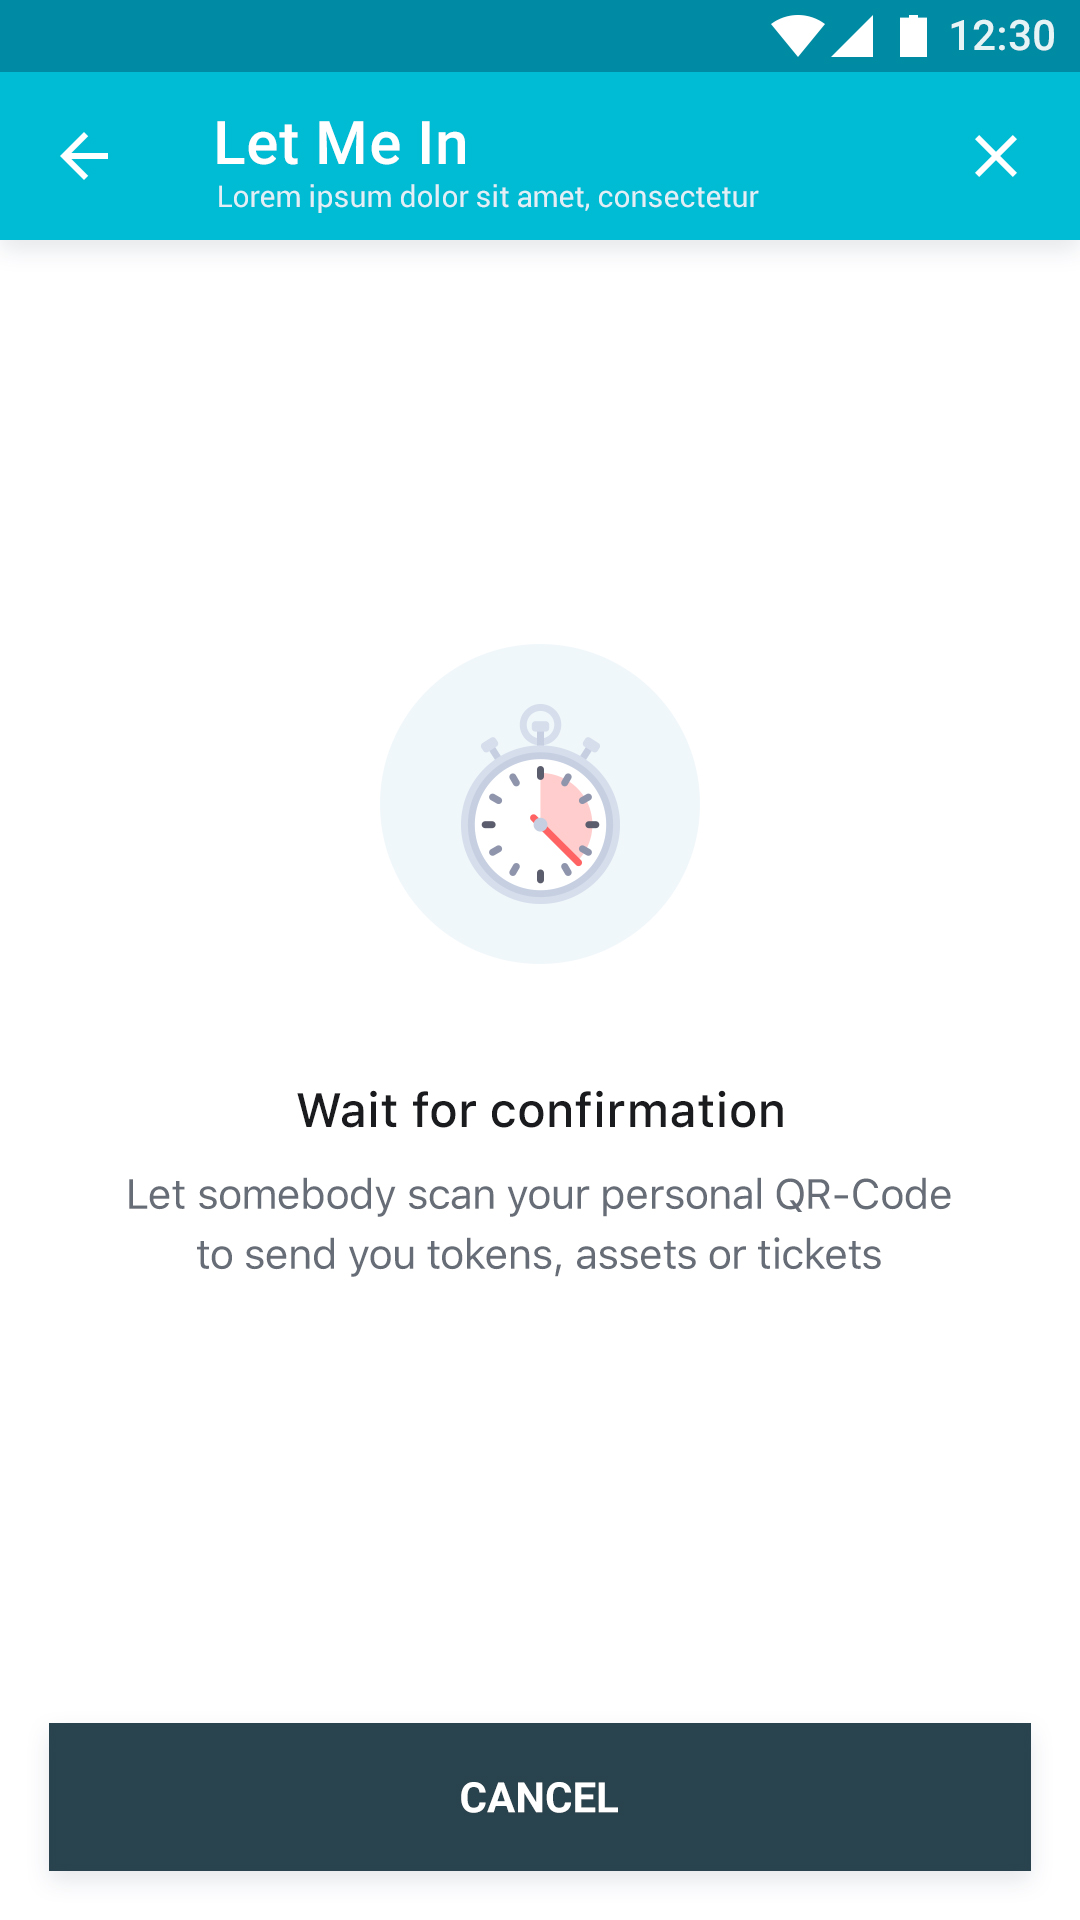 12:30
Let Me In
Lorem ipsum dolor sit amet, consectetur
Wait for confirmation
Let somebody scan your personal QR-Code
to send you tokens, assets or tickets
CANCEL